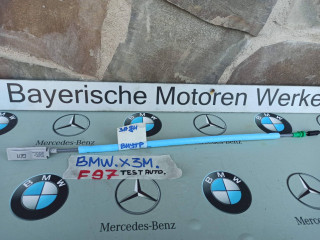 Bayerische Motoren Werke
BMW
Mercedes-Benz
Mercedes-Benz
BMW.X3M.
F97 TEST AUTO.
BMW
BMW
BMW
Mercedes-Benz
Mercedes-Benz